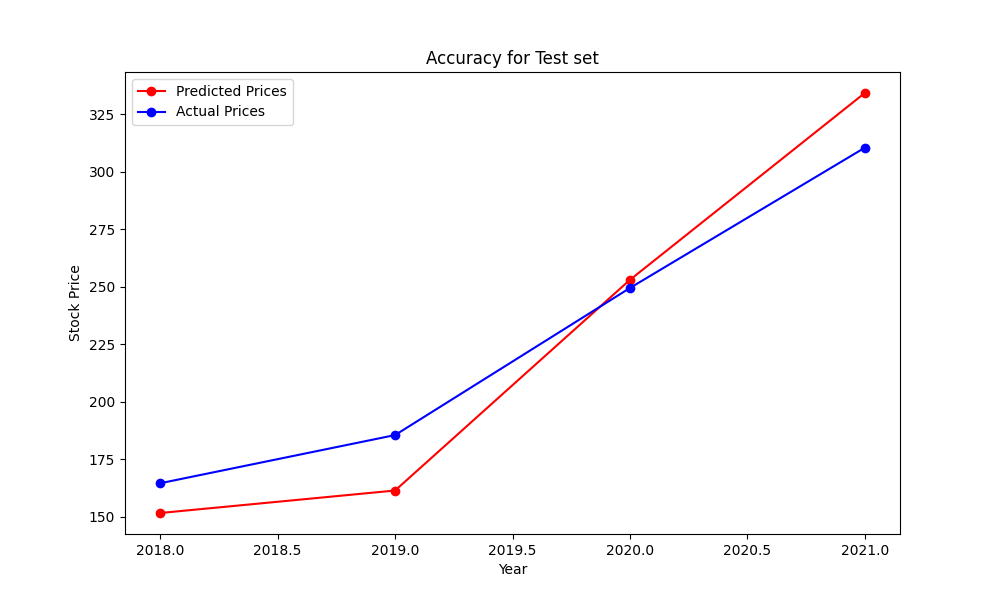 Accuracy for Test set
Predicted Prices
Actual Prices
325
300
275
250
225
200
175
150
Stock Price
2018.0 2018.5 2019.0 2019.5 2020.0 2020.5 2021.0
Year